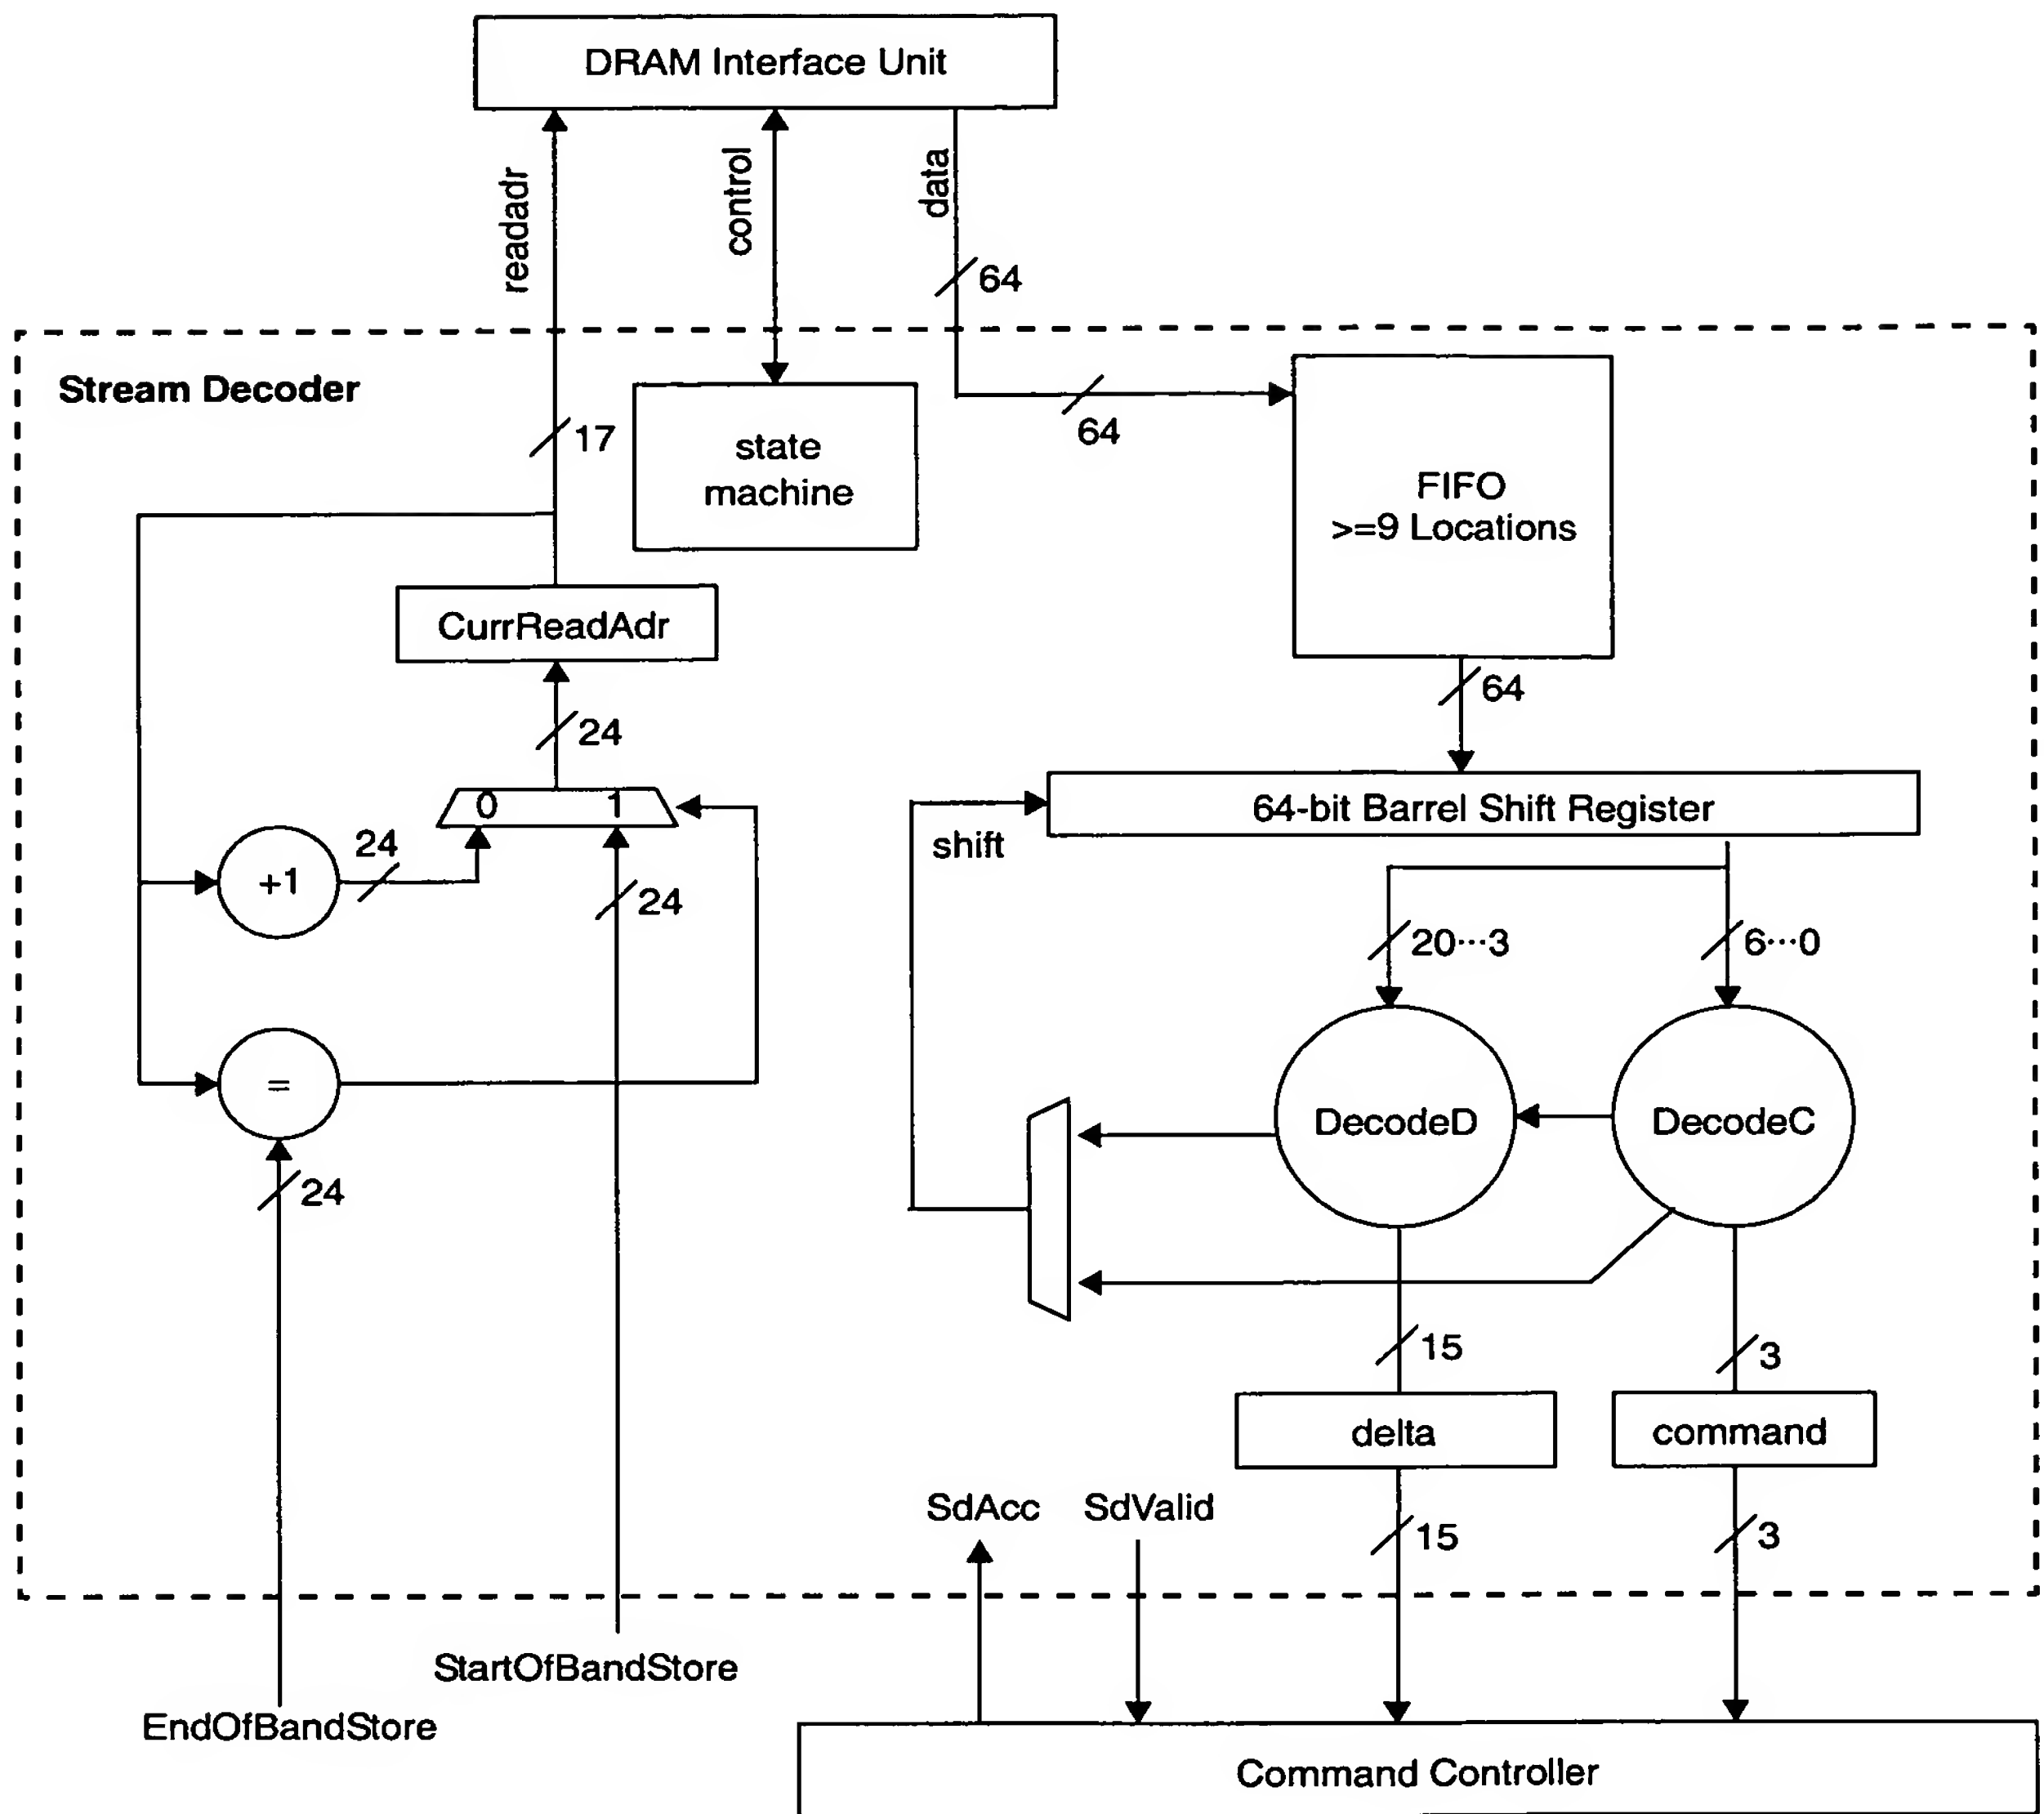 DRAM Interface Unit
readadr
control
data
64
Stream Decoder
17
state
machine
64
FIFO
>=9 Locations
CurrReadAdr
64
24
0 1
64-bit Barrel Shift Register
shift
24
+1
24
20···3
6···0
=
DecodeD
DecodeC
24
15
3
delta
command
SdAcc
SdValid
15
3
StartOfBandStore
EndOfBandStore
Command Controller